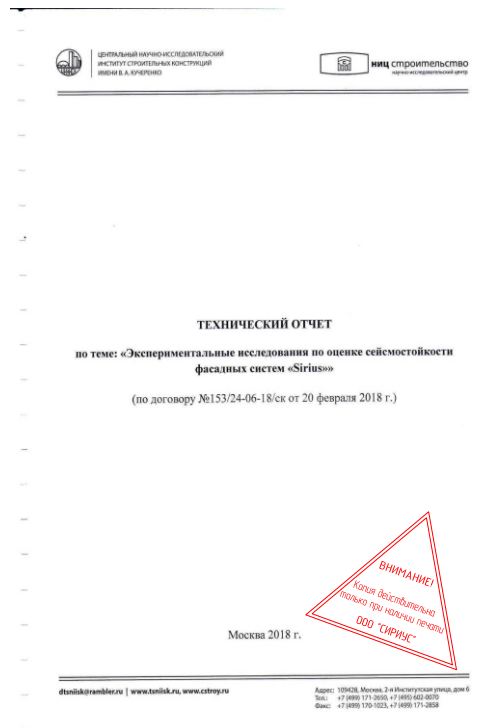 ЦЕНТРАЛЬНЫЙ НАУЧНО-ИССЛЕДОВАТЕЛЬСКИЙ
ИНСТИТУТ СТРОИТЕЛЬНЫХ КОНСТРУКЦИЙ
ИМЕНИ В. А. КУЧЕРЕНКО
НИЦ строительство
научно-исследовательский центр
ТЕХНИЧЕСКИЙ ОТЧЕТ
по теме: «Экспериментальные исследования по оценке сейсмостойкости
фасадных систем «Sirius»»
(по договору №153/24-06-18/ск от 20 февраля 2018 г.)
ВНИМАНИЕ!
Копия действительна
только при наличии печати
ООО "СИРИУС"
Москва 2018 г.
dtsniisk@rambler.ru | www.tsniisk.ru, www.cstroy.ru
Адрес: 109428, Москва, 2-я Институтская улица, дом 6
Тел.: +7 (499) 171-2650, +7 (495) 602-0070
Факс: +7 (499) 170-1023, +7 (499) 171-2858